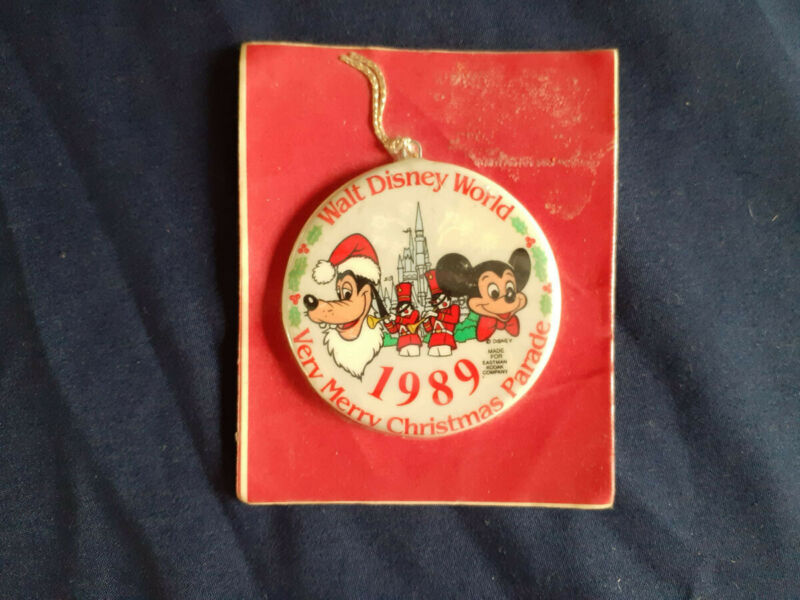 Walt Disney World
© DISNEY
MADE
FOR
EASTMAN
KODAK
COMPANY
1989
Very Merry Christmas Parade